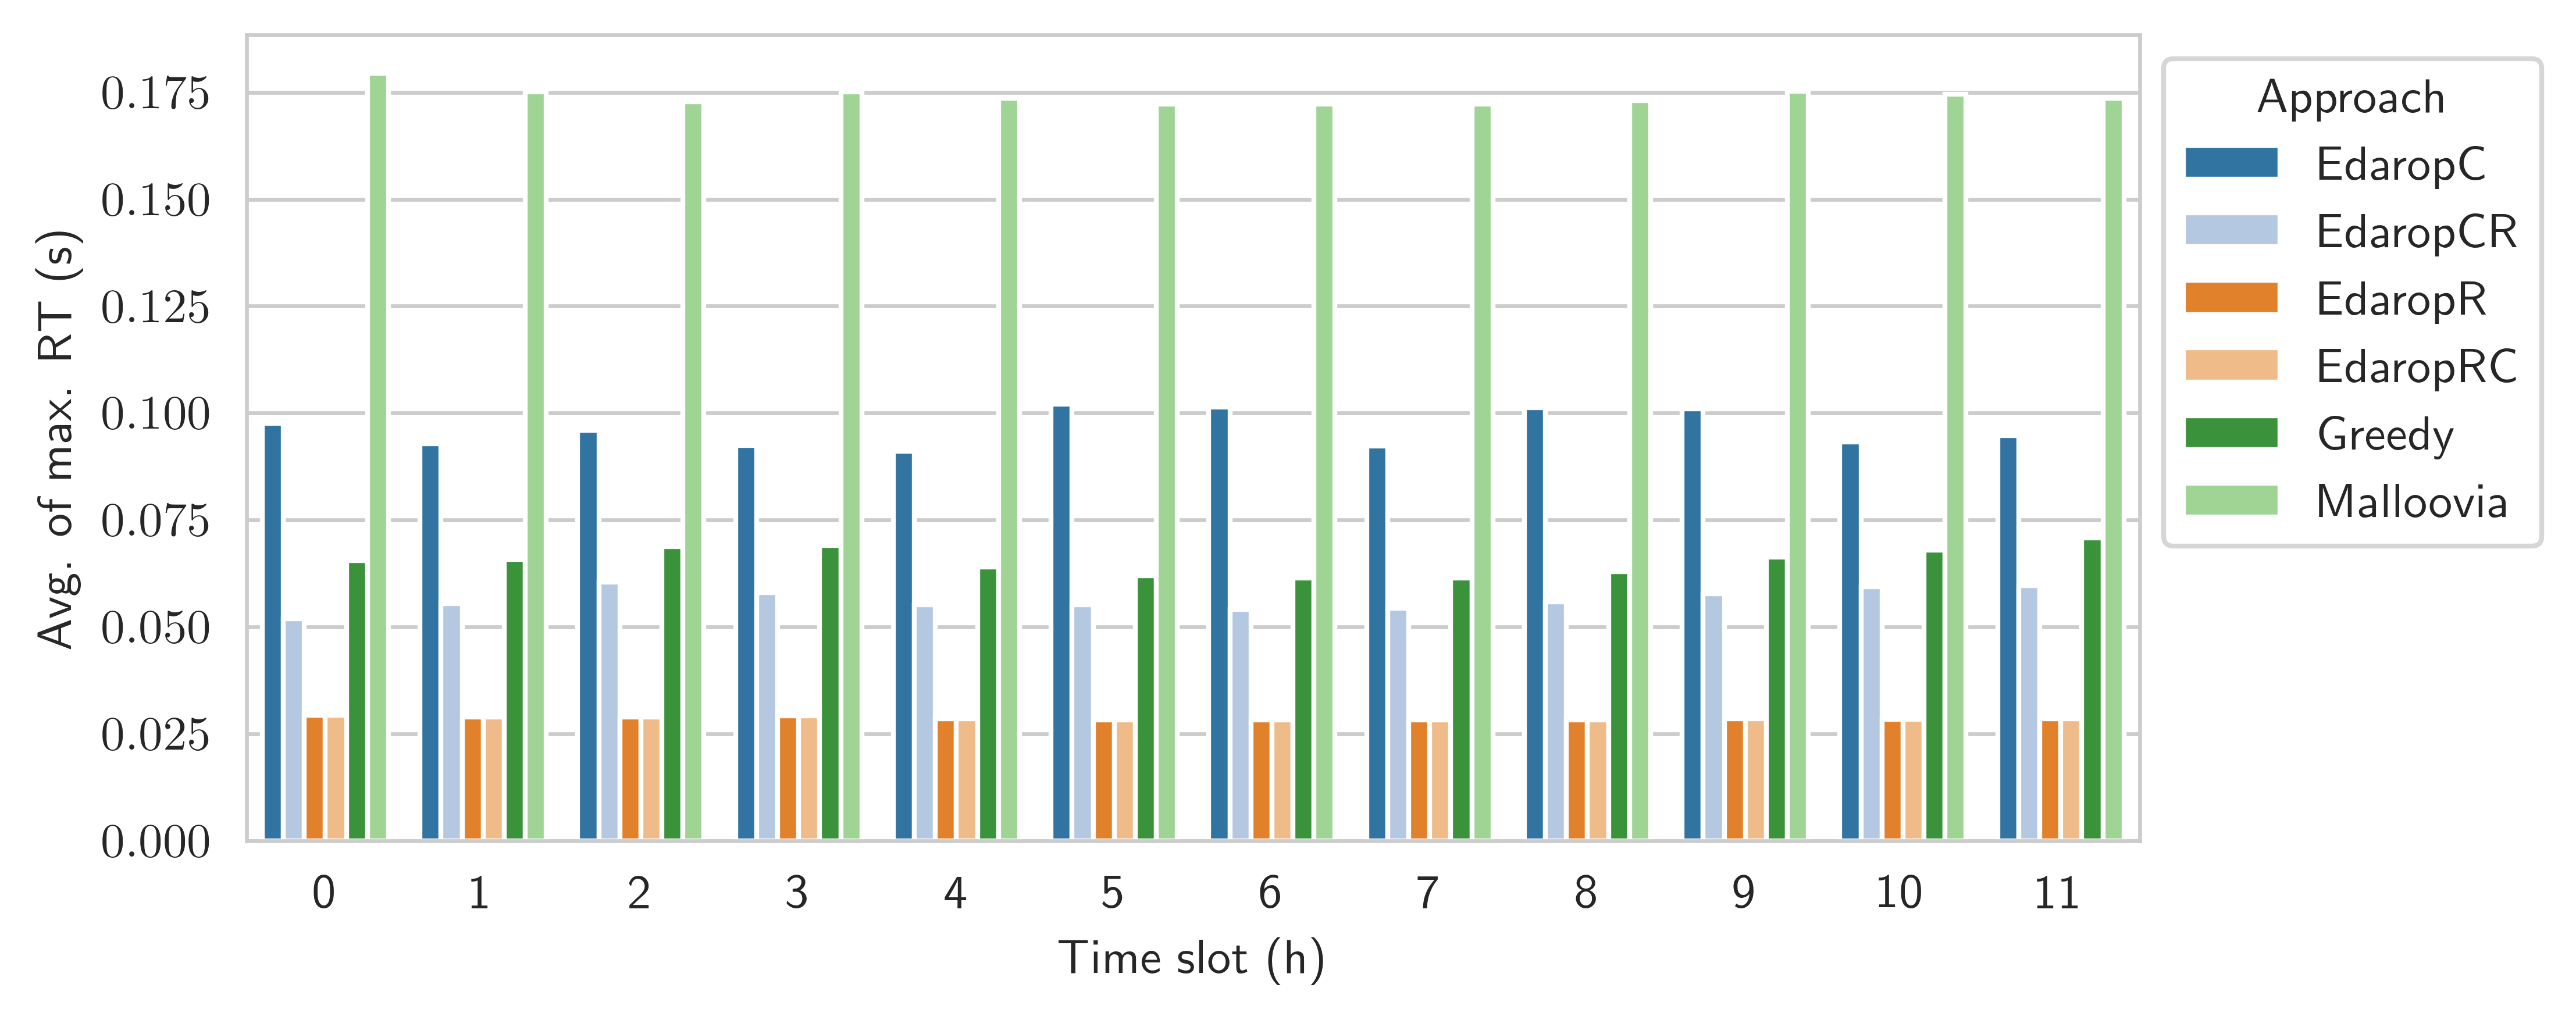 Avg. of max. RT (s)
0.175
0.150
0.125
0.100
0.075
0.050
0.025
0.000
0 1 2 3 4 5 6 7 8 9 10 11
Time slot (h)
Approach
EdaropC
EdaropCR
EdaropR
EdaropRC
Greedy
Malloovia